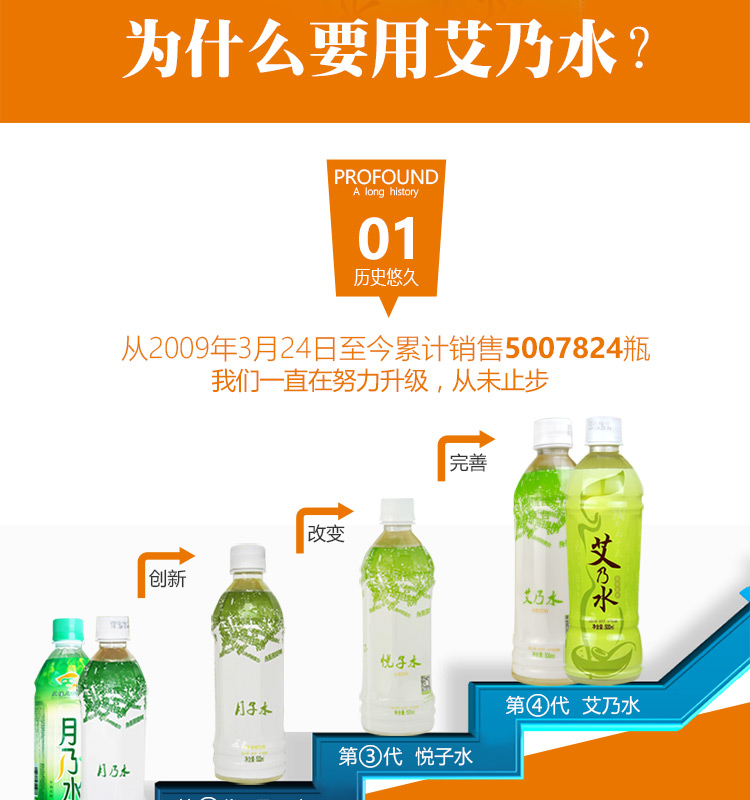 为什么要用艾乃水？
PROFOUND
A long history
01
历史悠久
从2009年3月24日至今累计销售5007824瓶
我们一直在努力升级，从未止步
完善
改变
创新
艾乃水
艾乃水
净含量:500ml
悦子水
月子水
月乃水
月乃水
第④代 艾乃水
第③代 悦子水